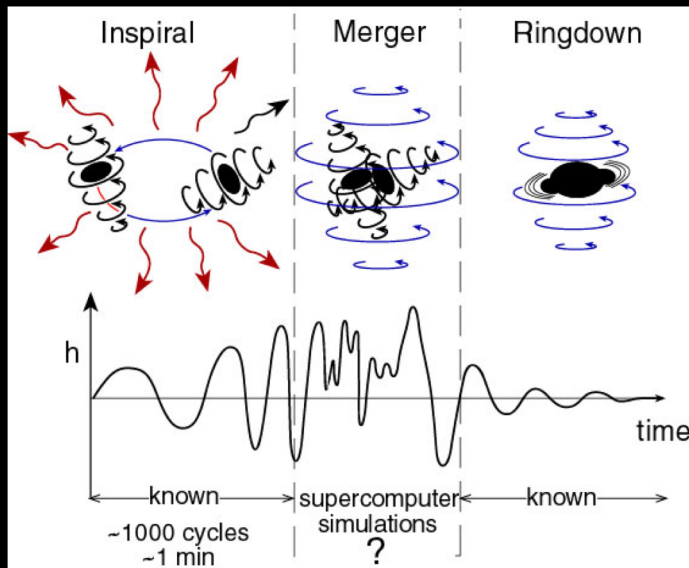 Inspiral
Merger
Ringdown
h
time
known
supercomputer
simulations
?
known
~1000 cycles
~1 min